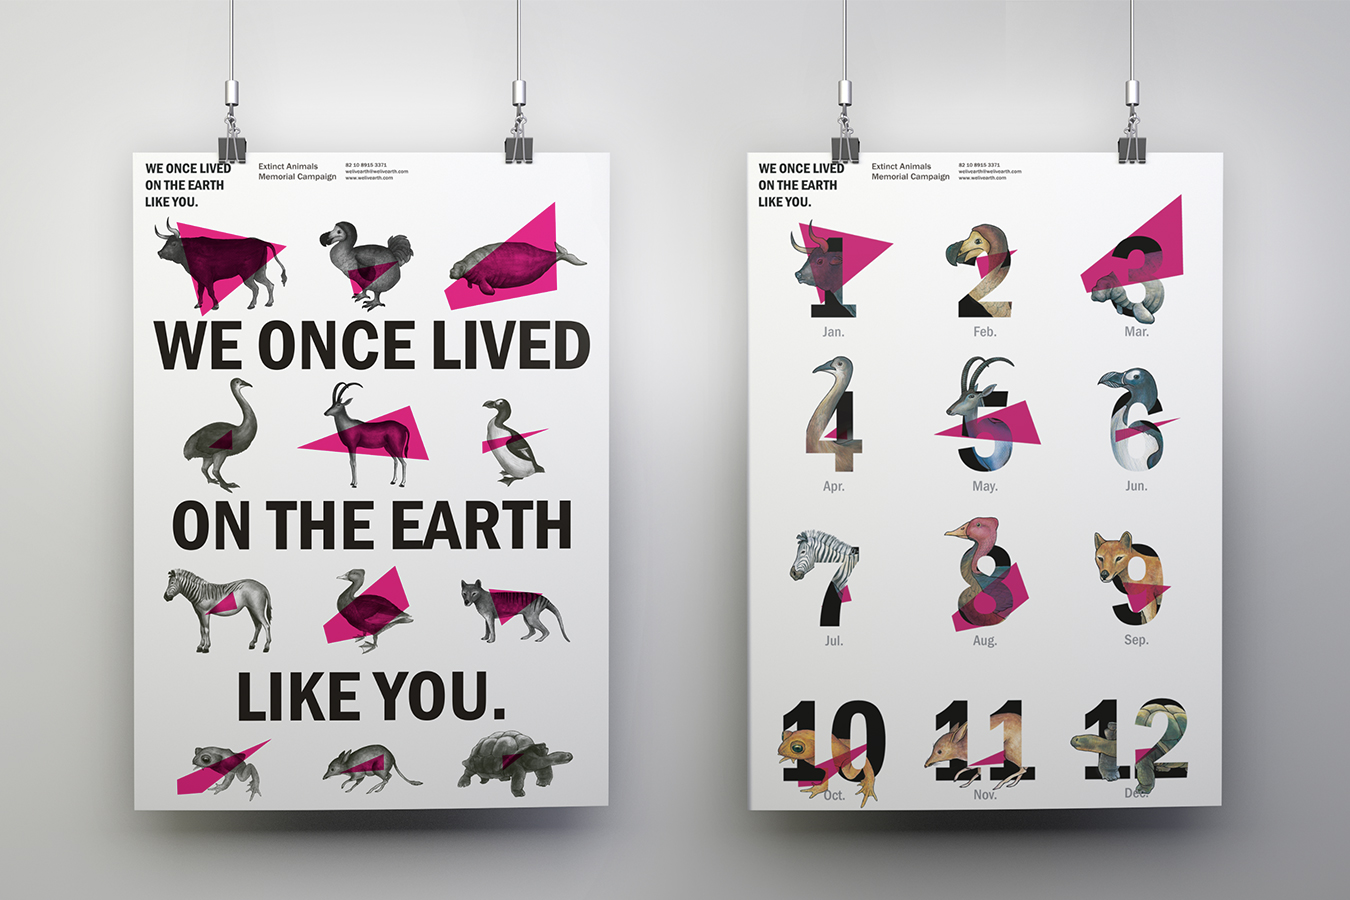 WE ONCE LIVED
ON THE EARTH
LIKE YOU.
Extinct Animals
Memorial Campaign
82 10 8915 3371
welivearth@welivearth.com
www.welivearth.com
WE ONCE LIVED
ON THE EARTH
LIKE YOU.
WE ONCE LIVED
ON THE EARTH
LIKE YOU.
Extinct Animals
Memorial Campaign
82 10 8915 3371
welivearth@welivearth.com
www.welivearth.com
1 2 3
Jan. Feb. Mar.
4 5 6
Apr. May. Jun.
7 8 9
Jul. Aug. Sep.
10 11 12
Oct. Nov. Dec.